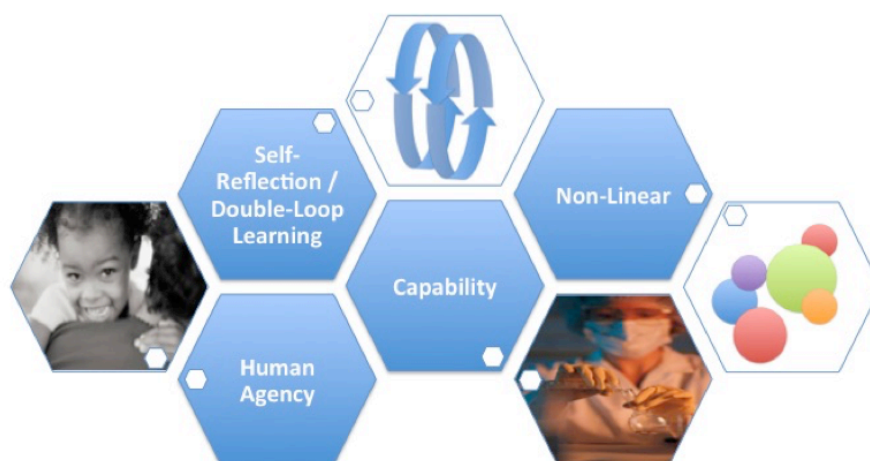 Self-
Reflection /
Double-Loop
Learning
Non-Linear
Capability
Human
Agency